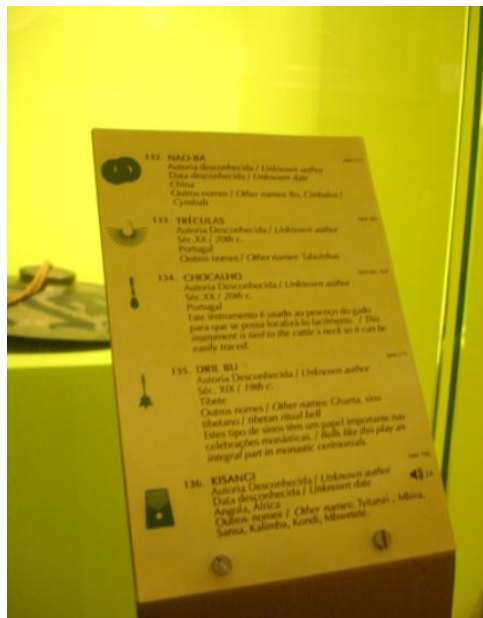 132. NAO-BA
Autoria desconhecida / Unknown author
Data desconhecida / Unknown date
China
Outros nomes / Other names: Bo, Címbalos /
Cymbals
133. TRÉCULAS
Autoria Desconhecida / Unknown author
Séc. XX / 20th c.
Portugal
Outros nomes / Other names: Tabuinhas
134. CHOCALHO
Autoria Desconhecida / Unknown author
Séc. XX / 20th c.
Portugal
Este instrumento é usado ao pescoço do gado
para que se possa localizá-lo facilmente. / This
instrument is tied to the cattle's neck so it can be
easily traced.
135. DRIL BU
Autoria Desconhecida / Unknown author
Séc. XIX / 19th c.
Tibete
Outros nomes / Other names: Ghanta, sino
tibetano / tibetan ritual bell
Estes tipo de sinos têm um papel importante nas
celebrações monásticas. / Bells like this play an
integral part in monastic cerimonials.
136. KISANGI
Autoria Desconhecida / Unknown author
Data desconhecida / Unknown date
Angola, África
Outros nomes / Other names: Mbira,
Sansa, Kalimba, Kondi, Mbwetete.